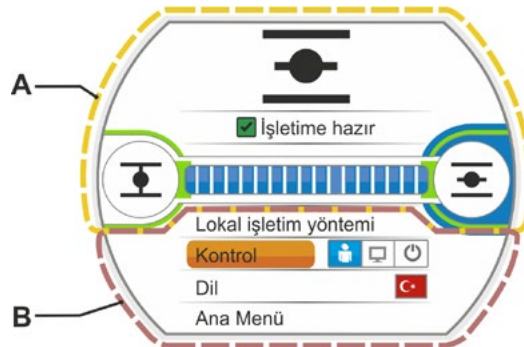 A
İşletime hazır
Lokal işletim yöntemi
Kontrol
Dil
B
Ana Menü